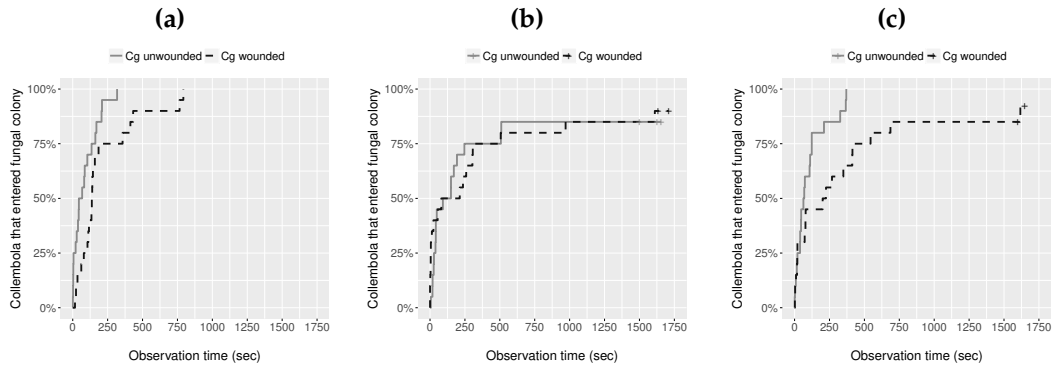 (a)
Cg unwounded Cg wounded
Collembola that entered fungal colony
100%
75%
50%
25%
0%
0 250 500 750 1000 1250 1500 1750
Observation time (sec)
(b)
Cg unwounded Cg wounded
Collembola that entered fungal colony
100%
75%
50%
25%
0%
0 250 500 750 1000 1250 1500 1750
Observation time (sec)
(c)
Cg unwounded Cg wounded
Collembola that entered fungal colony
100%
75%
50%
25%
0%
0 250 500 750 1000 1250 1500 1750
Observation time (sec)